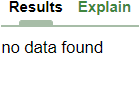 Results Explain
no data found